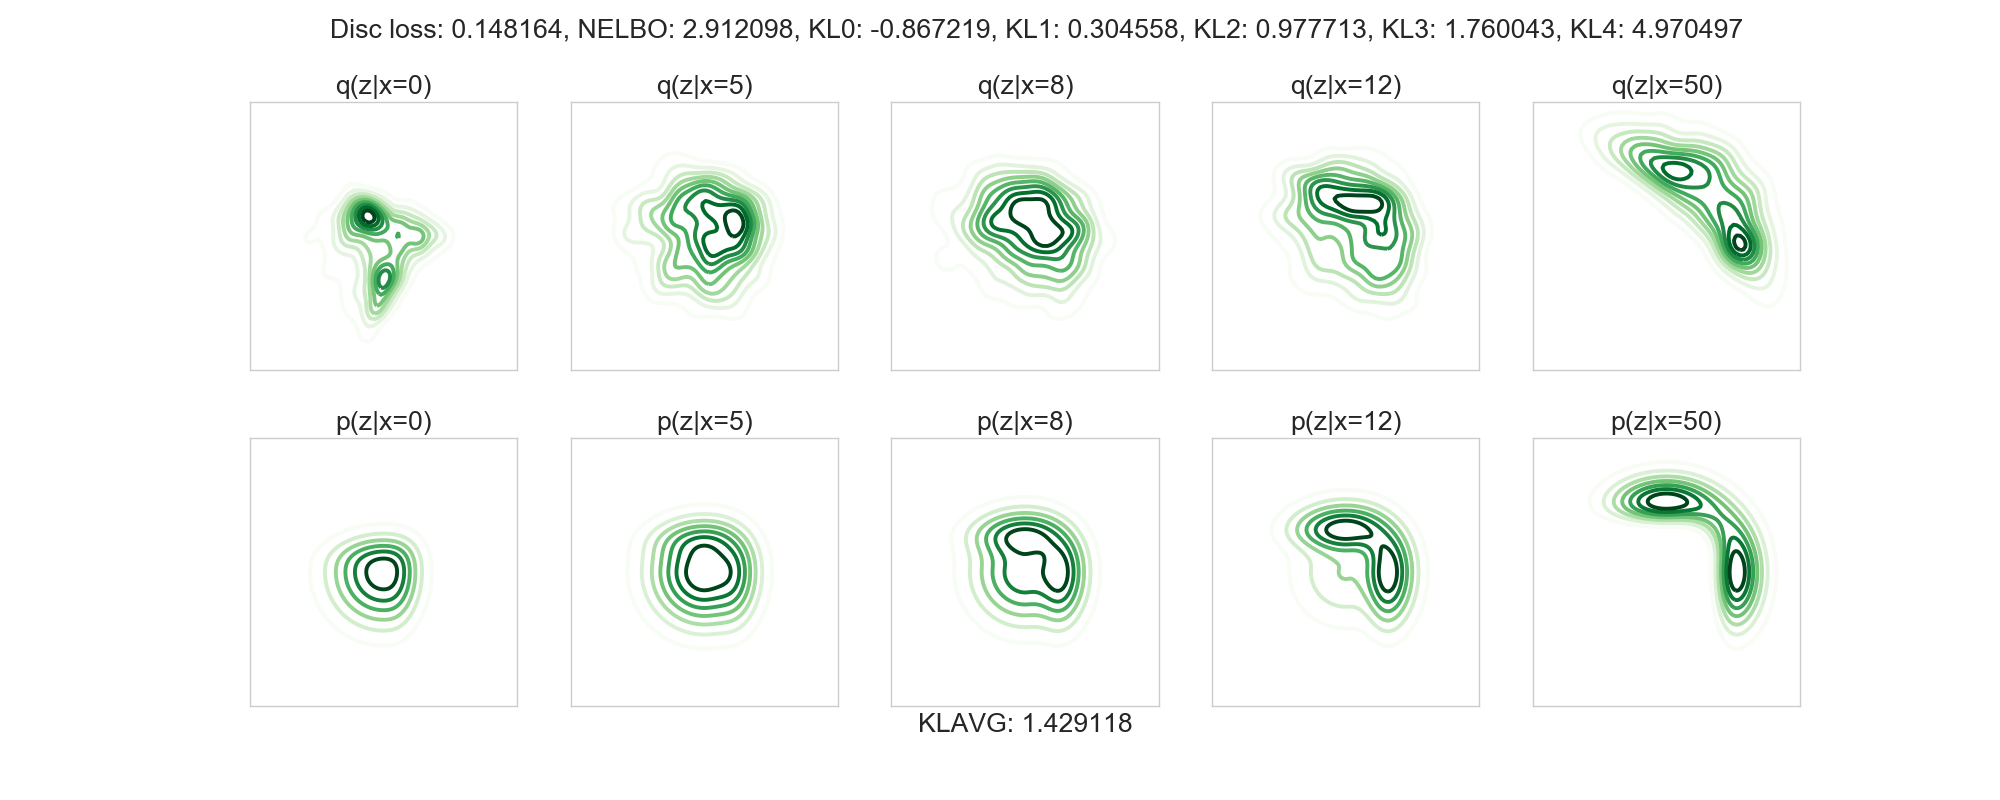 Disc loss: 0.148164, NELBO: 2.912098, KL0: -0.867219, KL1: 0.304558, KL2: 0.977713, KL3: 1.760043, KL4: 4.970497
q(z|x=0)
q(z|x=5)
q(z|x=8)
q(z|x=12)
q(z|x=50)
p(z|x=0)
p(z|x=5)
p(z|x=8)
p(z|x=12)
p(z|x=50)
KLAVG: 1.429118